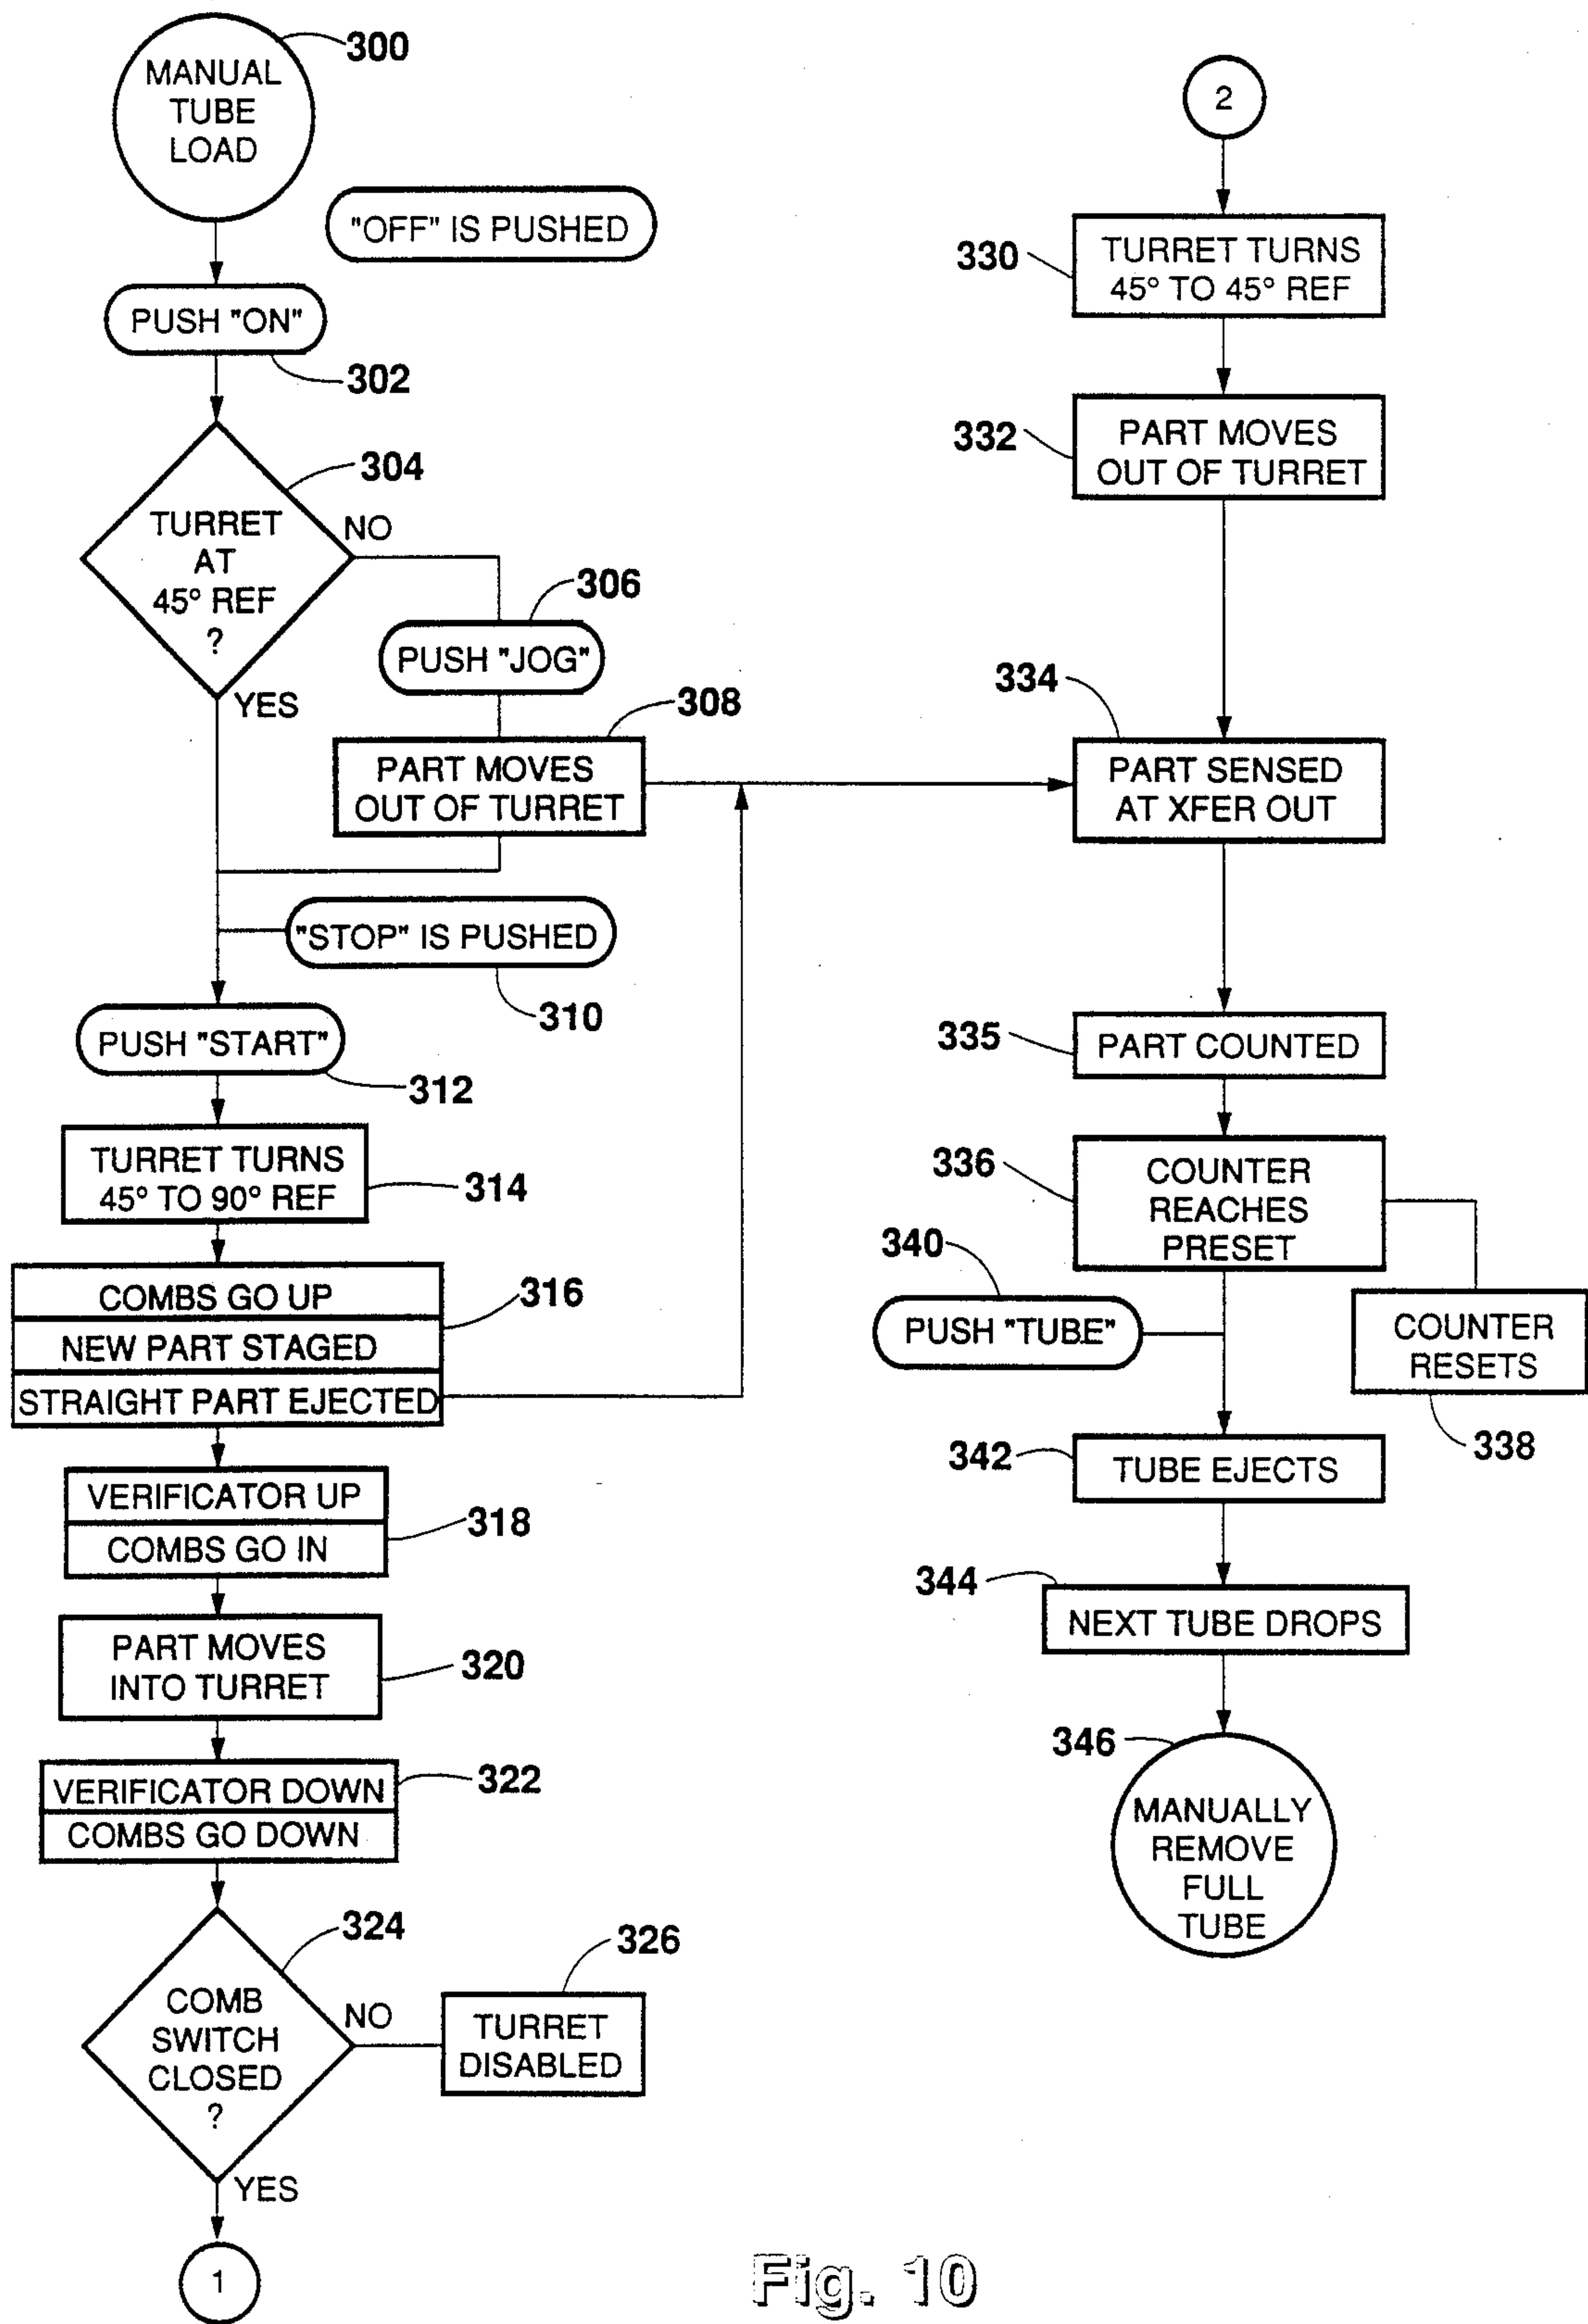 300
MANUAL
TUBE
LOAD
"OFF" IS PUSHED
PUSH "ON"
302
304
TURRET
AT
45° REF
?
NO
YES
306
PUSH "JOG"
308
PART MOVES
OUT OF TURRET
"STOP" IS PUSHED
310
PUSH "START"
312
TURRET TURNS
45° TO 90° REF
314
COMBS GO UP
NEW PART STAGED
STRAIGHT PART EJECTED
316
VERIFICATOR UP
COMBS GO IN
318
PART MOVES
INTO TURRET
320
VERIFICATOR DOWN
COMBS GO DOWN
322
324
COMB
SWITCH
CLOSED
?
NO
YES
326
TURRET
DISABLED
1
2
330
TURRET TURNS
45° TO 45° REF
332
PART MOVES
OUT OF TURRET
334
PART SENSED
AT XFER OUT
335
PART COUNTED
336
COUNTER
REACHES
PRESET
340
PUSH "TUBE"
COUNTER
RESETS
338
342
TUBE EJECTS
344
NEXT TUBE DROPS
346
MANUALLY
REMOVE
FULL
TUBE
Fig. 10